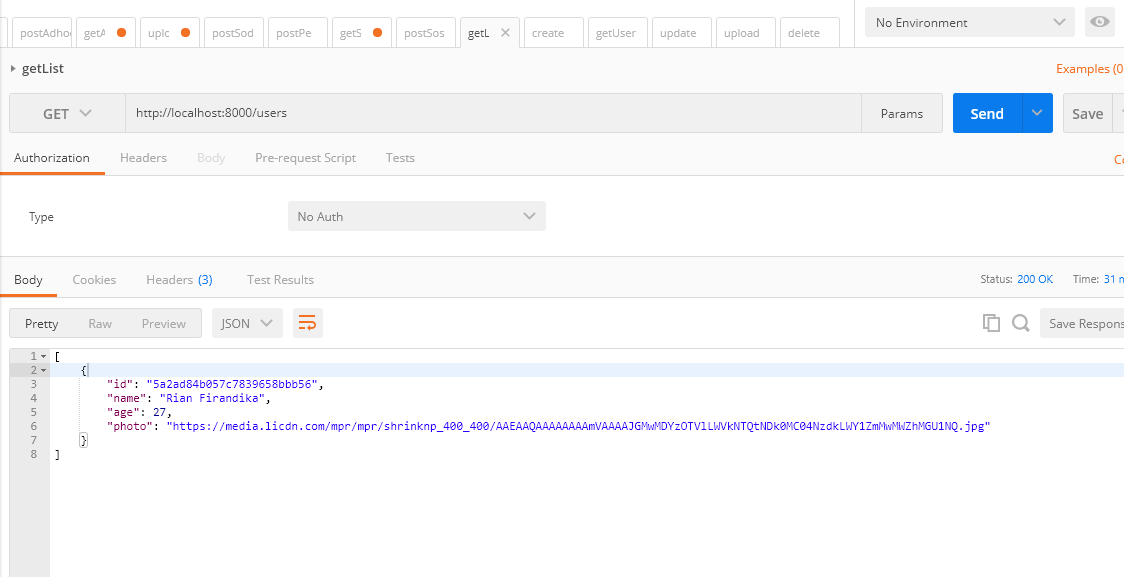 postAdho getA uplc postSod postPe getS postSos getL create getUser update upload delete No Environment
getList Examples (0
GET http://localhost:8000/users Params Send Save
Authorization Headers Body Pre-request Script Tests Co
Type No Auth
Body Cookies Headers (3) Test Results Status: 200 OK Time: 31 m
Pretty Raw Preview JSON Save Respons
1 [
2 {
3 "id": "5a2ad84b057c7839658bbb56",
4 "name": "Rian Firandika",
5 "age": 27,
6 "photo": "https://media.licdn.com/mpr/mpr/shrinknp_400_400/AAEAAQAAAAAAAAmVAAAAJGMwMDYzOTVlLWVkNTQtNDk0MC04NzdkLWY1ZmMwMWZhMGU1NQ.jpg"
7 }
8 ]